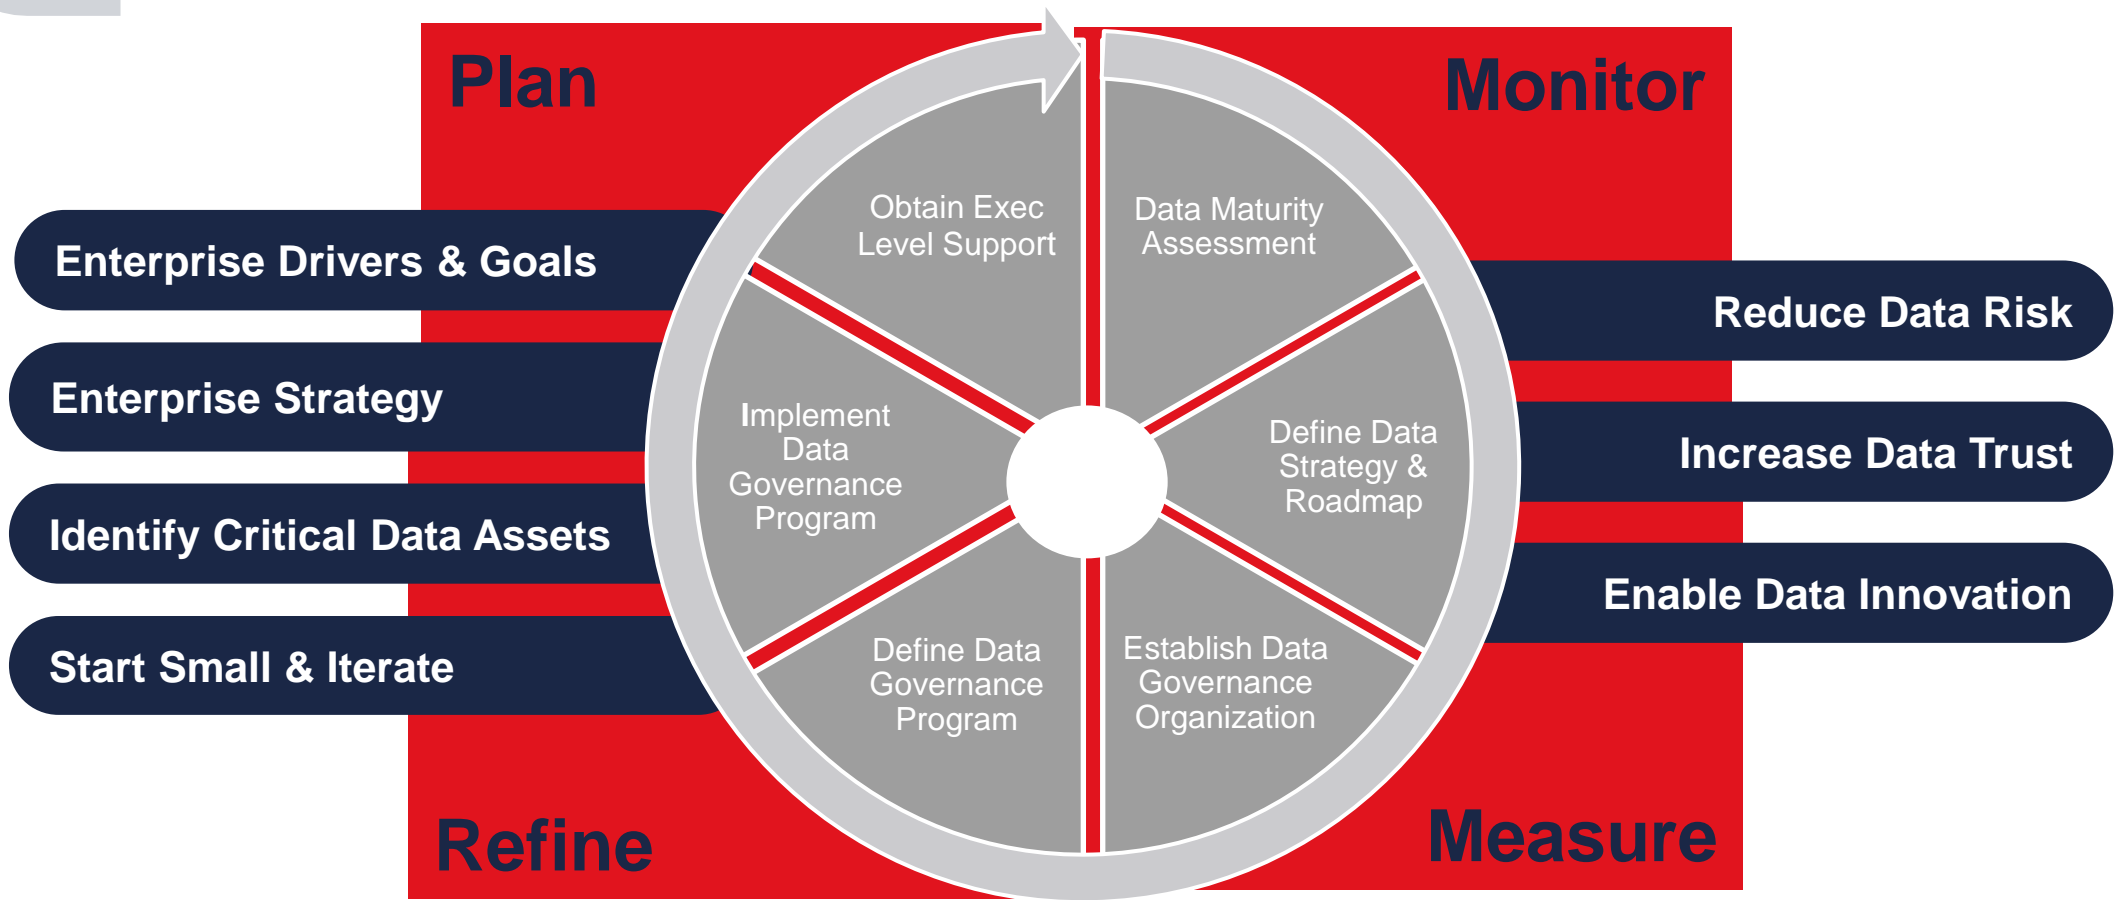 Plan
Monitor
Enterprise Drivers & Goals
Enterprise Strategy
Identify Critical Data Assets
Start Small & Iterate
Obtain Exec
Level Support
Data Maturity
Assessment
Implement
Data
Governance
Program
Define Data
Strategy &
Roadmap
Define Data
Governance
Program
Establish Data
Governance
Organization
Reduce Data Risk
Increase Data Trust
Enable Data Innovation
Refine
Measure